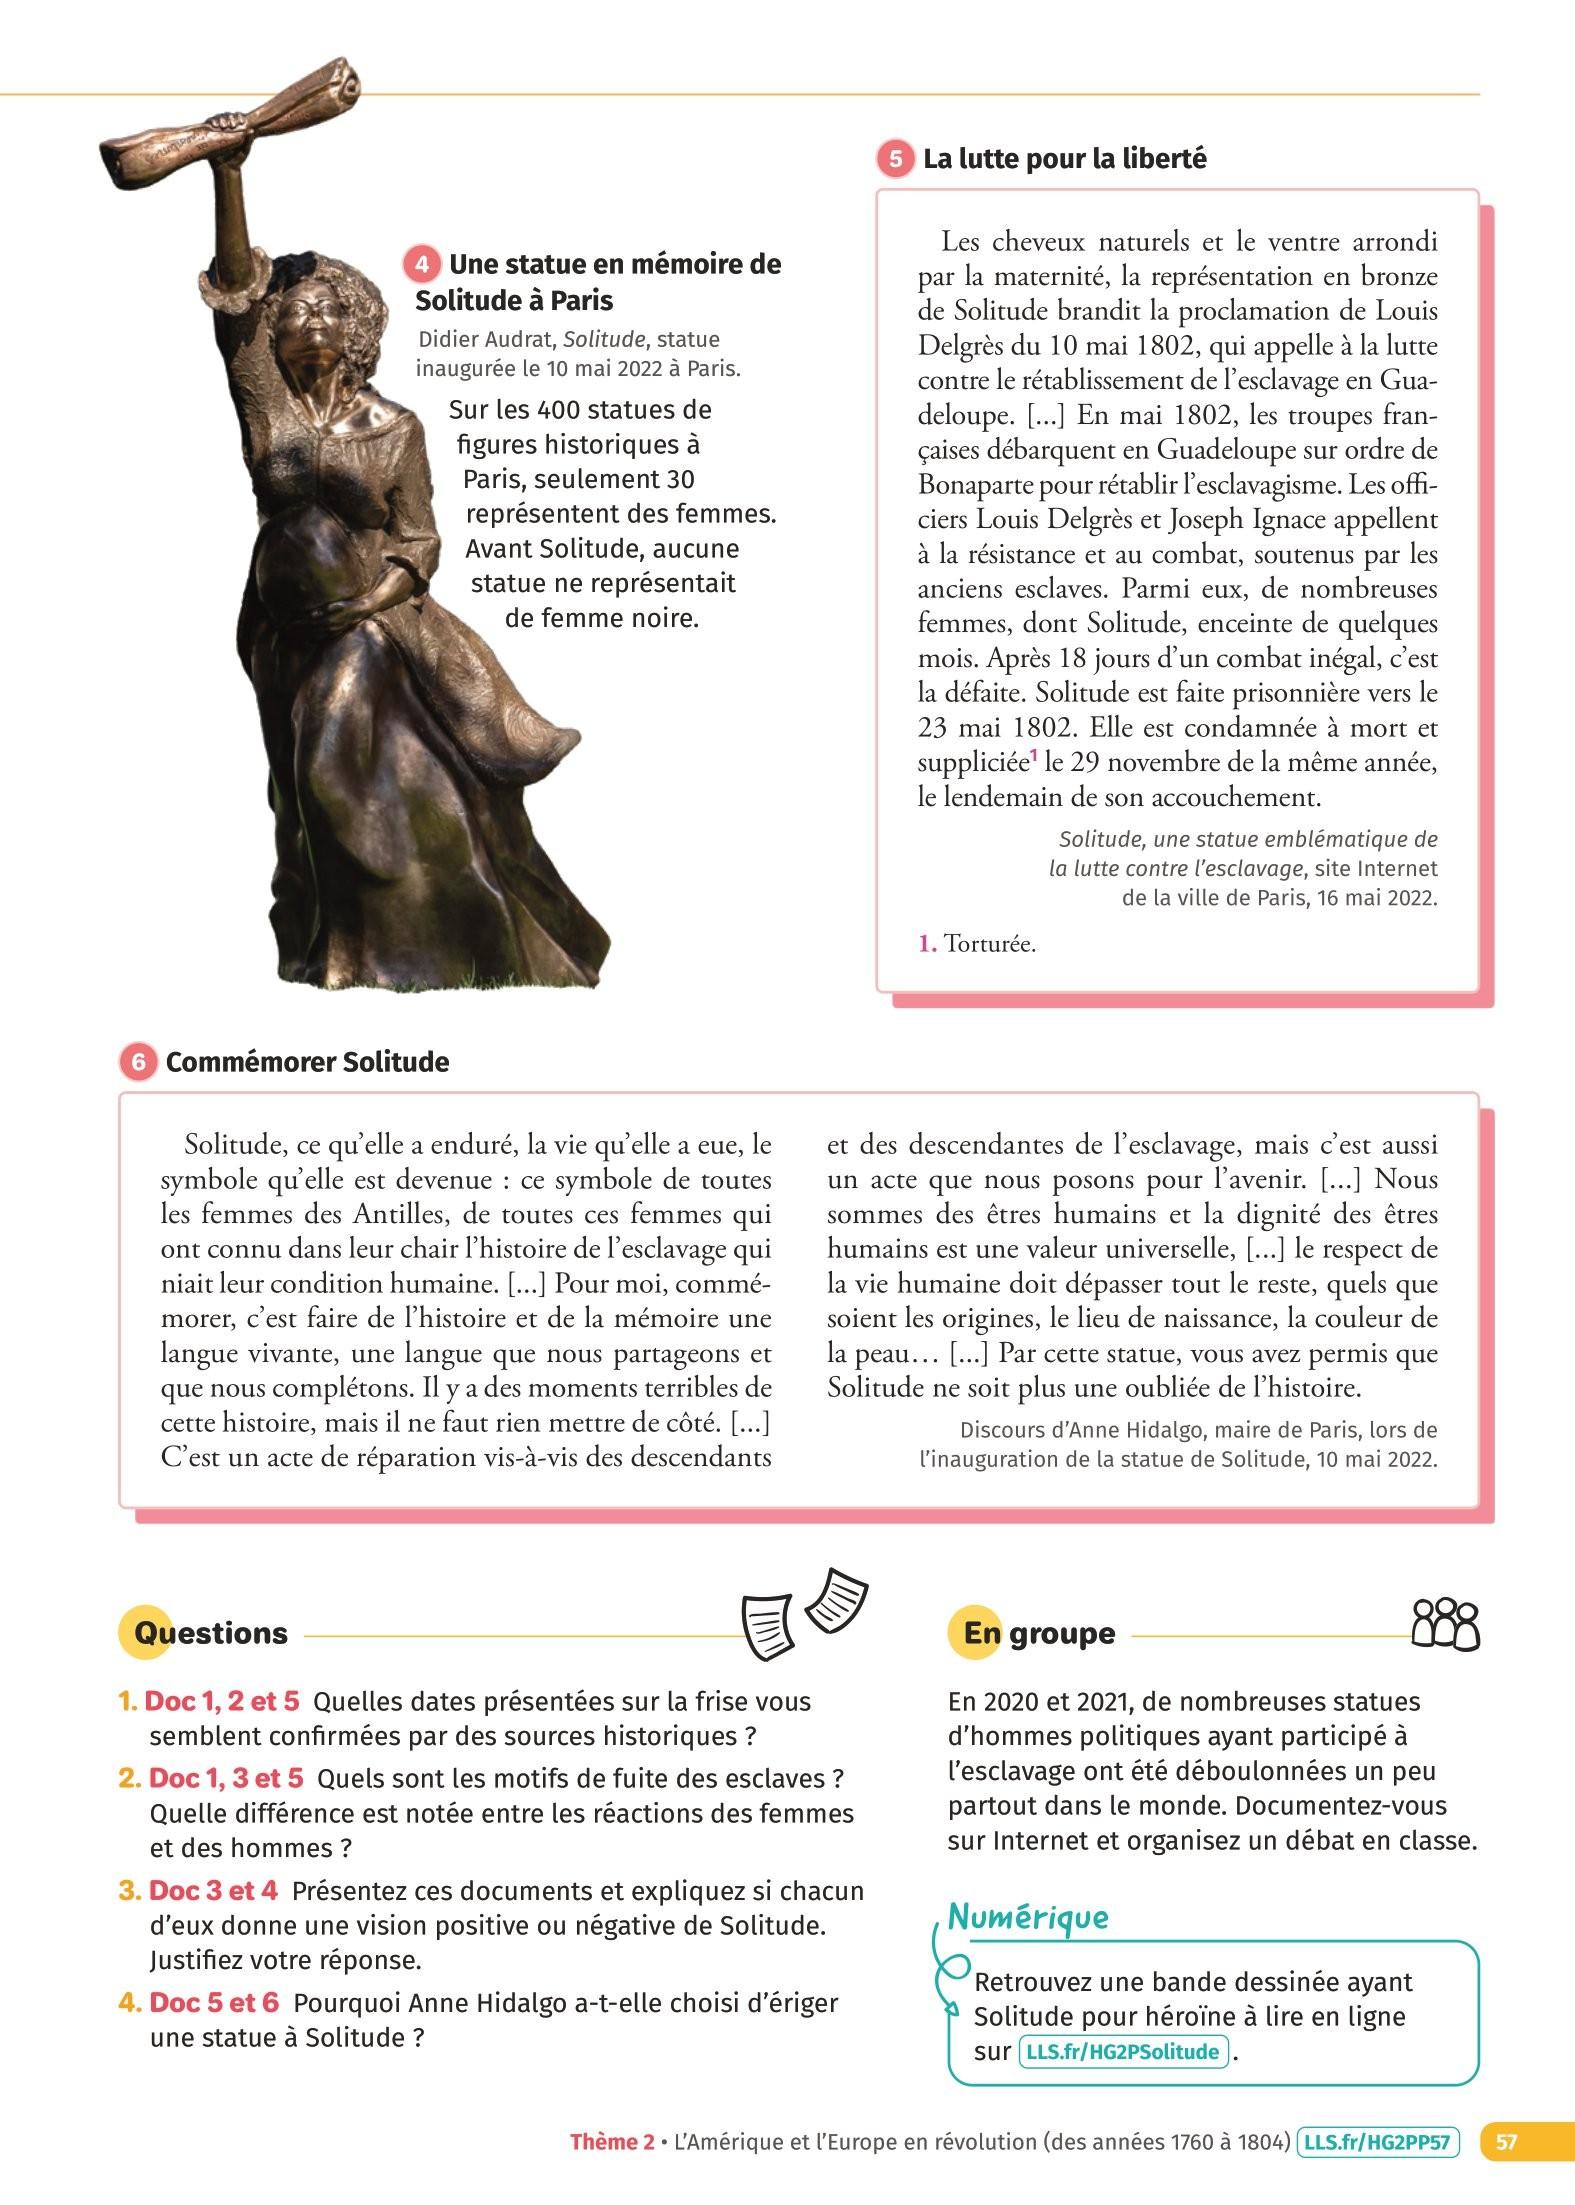 4 Une statue en mémoire de
Solitude à Paris
Didier Audrat, Solitude, statue
inaugurée le 10 mai 2022 à Paris.
Sur les 400 statues de
figures historiques à
Paris, seulement 30
représentent des femmes.
Avant Solitude, aucune
statue ne représentait
de femme noire.
5 La lutte pour la liberté
Les cheveux naturels et le ventre arrondi
par la maternité, la représentation en bronze
de Solitude brandit la proclamation de Louis
Delgrès du 10 mai 1802, qui appelle à la lutte
contre le rétablissement de l'esclavage en Gua-
deloupe. [...] En mai 1802, les troupes fran-
çaises débarquent en Guadeloupe sur ordre de
Bonaparte pour rétablir l'esclavagisme. Les offi-
ciers Louis Delgrès et Joseph Ignace appellent
à la résistance et au combat, soutenus par les
anciens esclaves. Parmi eux, de nombreuses
femmes, dont Solitude, enceinte de quelques
mois. Après 18 jours d'un combat inégal, c'est
la défaite. Solitude est faite prisonnière vers le
23 mai 1802. Elle est condamnée à mort et
suppliciée1 le 29 novembre de la même année,
le lendemain de son accouchement.
Solitude, une statue emblématique de
la lutte contre l'esclavage, site Internet
de la ville de Paris, 16 mai 2022.
1. Torturée.
6 Commémorer Solitude
Solitude, ce qu'elle a enduré, la vie qu'elle a eue, le
symbole qu'elle est devenue : ce symbole de toutes
les femmes des Antilles, de toutes ces femmes qui
ont connu dans leur chair l'histoire de l'esclavage qui
niait leur condition humaine. [...] Pour moi, commé-
morer, c'est faire de l'histoire et de la mémoire une
langue vivante, une langue que nous partageons et
que nous complétons. Il y a des moments terribles de
cette histoire, mais il ne faut rien mettre de côté. [...]
C'est un acte de réparation vis-à-vis des descendants
et des descendantes de l'esclavage, mais c'est aussi
un acte que nous posons pour l'avenir. [...] Nous
sommes des êtres humains et la dignité des êtres
humains est une valeur universelle, [...] le respect de
la vie humaine doit dépasser tout le reste, quels que
soient les origines, le lieu de naissance, la couleur de
la peau… [...] Par cette statue, vous avez permis que
Solitude ne soit plus une oubliée de l'histoire.
Discours d'Anne Hidalgo, maire de Paris, lors de
l'inauguration de la statue de Solitude, 10 mai 2022.
Questions
1. Doc 1, 2 et 5 Quelles dates présentées sur la frise vous
semblent confirmées par des sources historiques ?
2. Doc 1, 3 et 5 Quels sont les motifs de fuite des esclaves ?
Quelle différence est notée entre les réactions des femmes
et des hommes ?
3. Doc 3 et 4 Présentez ces documents et expliquez si chacun
d'eux donne une vision positive ou négative de Solitude.
Justifiez votre réponse.
4. Doc 5 et 6 Pourquoi Anne Hidalgo a-t-elle choisi d'ériger
une statue à Solitude ?
En groupe
En 2020 et 2021, de nombreuses statues
d'hommes politiques ayant participé à
l'esclavage ont été déboulonnées un peu
partout dans le monde. Documentez-vous
sur Internet et organisez un débat en classe.
Numérique
Retrouvez une bande dessinée ayant
Solitude pour héroïne à lire en ligne
sur LLS.fr/HG2PSolitude .
Thème 2 • L'Amérique et l'Europe en révolution (des années 1760 à 1804) LLS.fr/HG2PP57 57